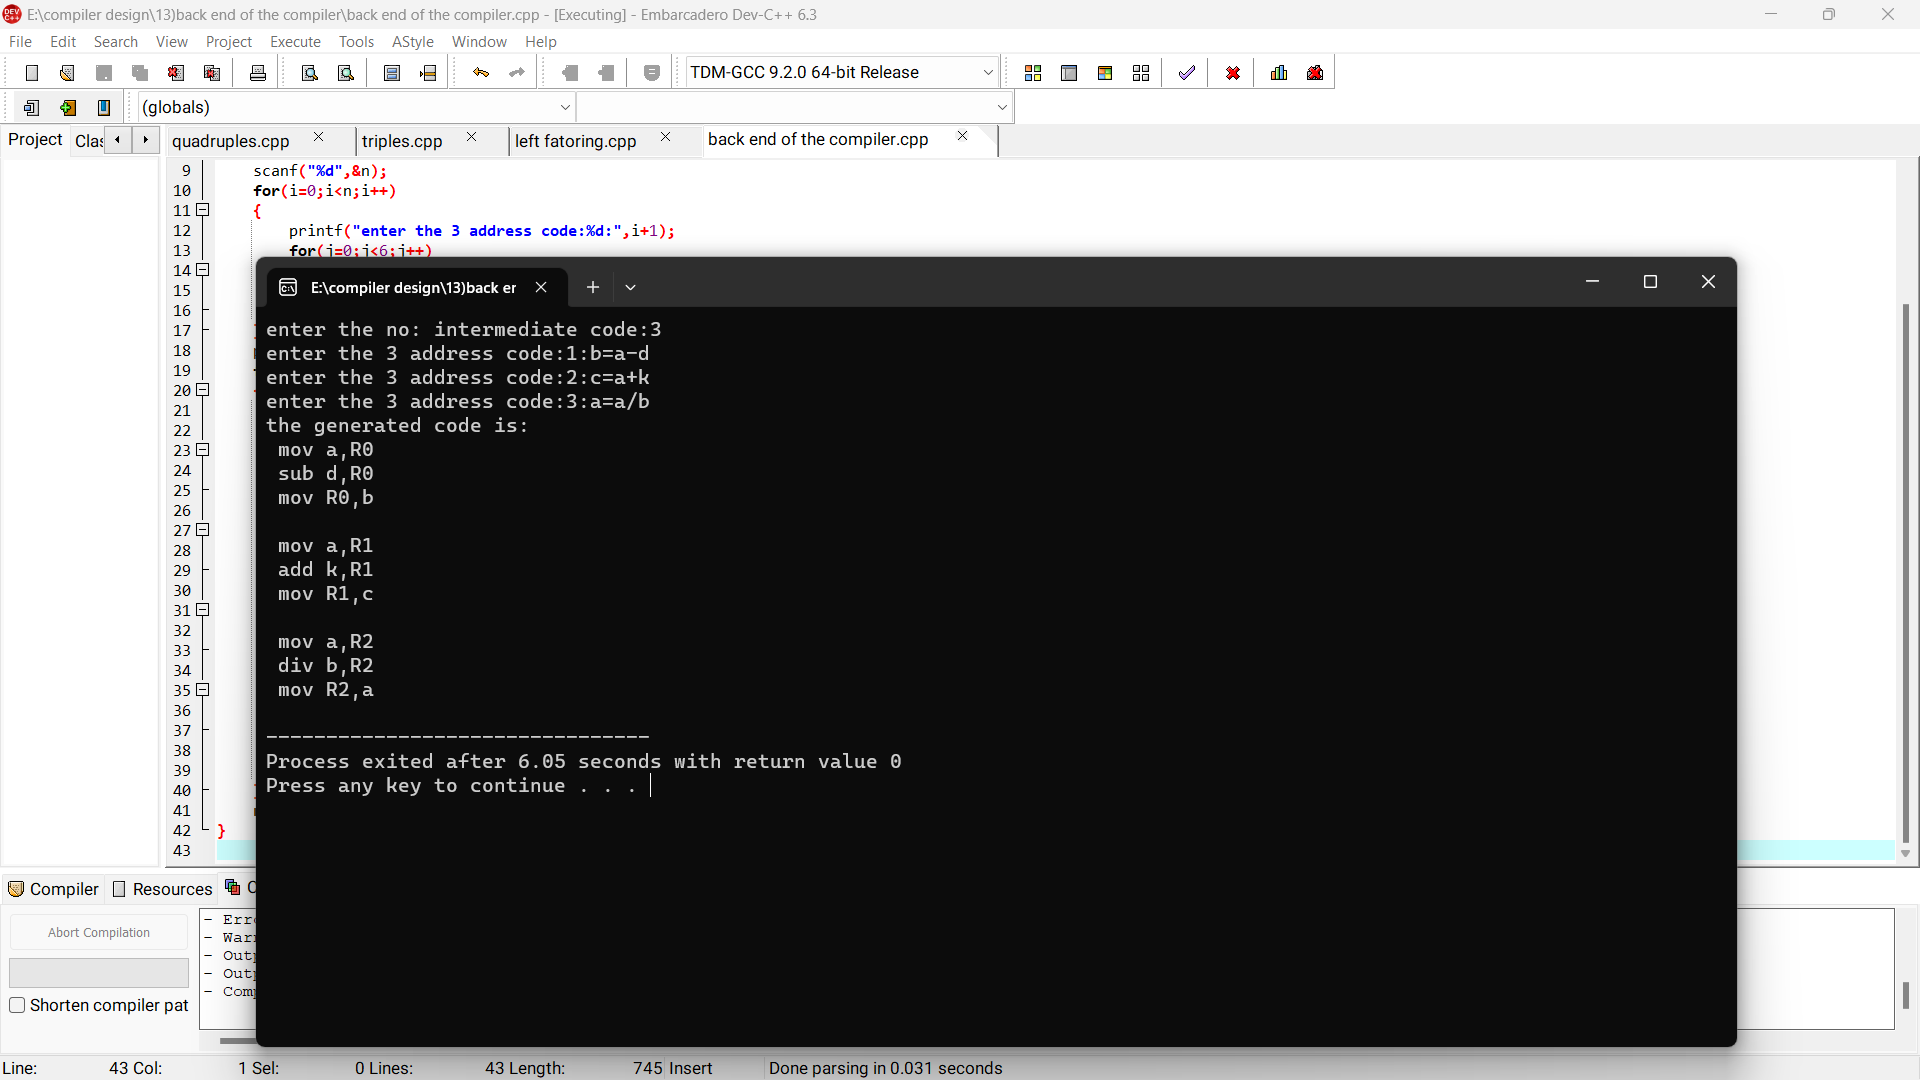 E:\compiler design\13)back end of the compiler\back end of the compiler.cpp - [Executing] - Embarcadero Dev-C++ 6.3
File Edit Search View Project Execute Tools AStyle Window Help
TDM-GCC 9.2.0 64-bit Release
(globals)
Project Clas quadruples.cpp triples.cpp left fatoring.cpp back end of the compiler.cpp
9 scanf("%d",&n);
10 for(i=0;i<n;i++)
11 {
12 printf("enter the 3 address code:%d:",i+1);
13 for(j=0;j<6;j++)
14
15
16
17
18
19
20
21
22
23
24
25
26
27
28
29
30
31
32
33
34
35
36
37
38
39
40
41
42 }
43
E:\compiler design\13)back er
enter the no: intermediate code:3
enter the 3 address code:1:b=a-d
enter the 3 address code:2:c=a+k
enter the 3 address code:3:a=a/b
the generated code is:
mov a,R0
sub d,R0
mov R0,b
mov a,R1
add k,R1
mov R1,c
mov a,R2
div b,R2
mov R2,a
--------------------------------
Process exited after 6.05 seconds with return value 0
Press any key to continue . . .
Compiler Resources
Abort Compilation
Shorten compiler pat
- Err
- War
- Outp
- Outp
- Comp
Line: 43 Col: 1 Sel: 0 Lines: 43 Length: 745 Insert Done parsing in 0.031 seconds